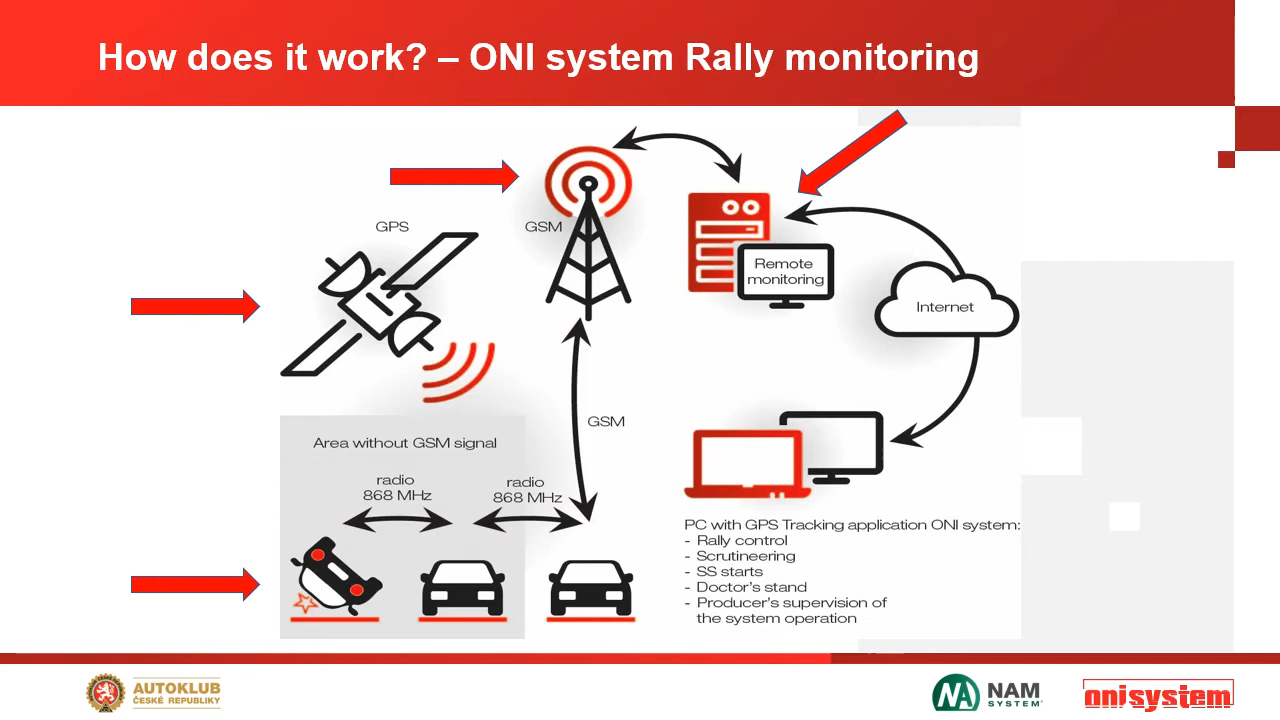 How does it work? – ONI system Rally monitoring
GPS
GSM
Remote
monitoring
Internet
GSM
Area without GSM signal
radio
868 MHz
radio
868 MHz
PC with GPS Tracking application ONI system:
- Rally control
- Scrutineering
- SS starts
- Doctor's stand
- Producer's supervision of
the system operation
AUTOKLUB
ČESKÉ REPUBLIKY
NAM
SYSTEM
oni system